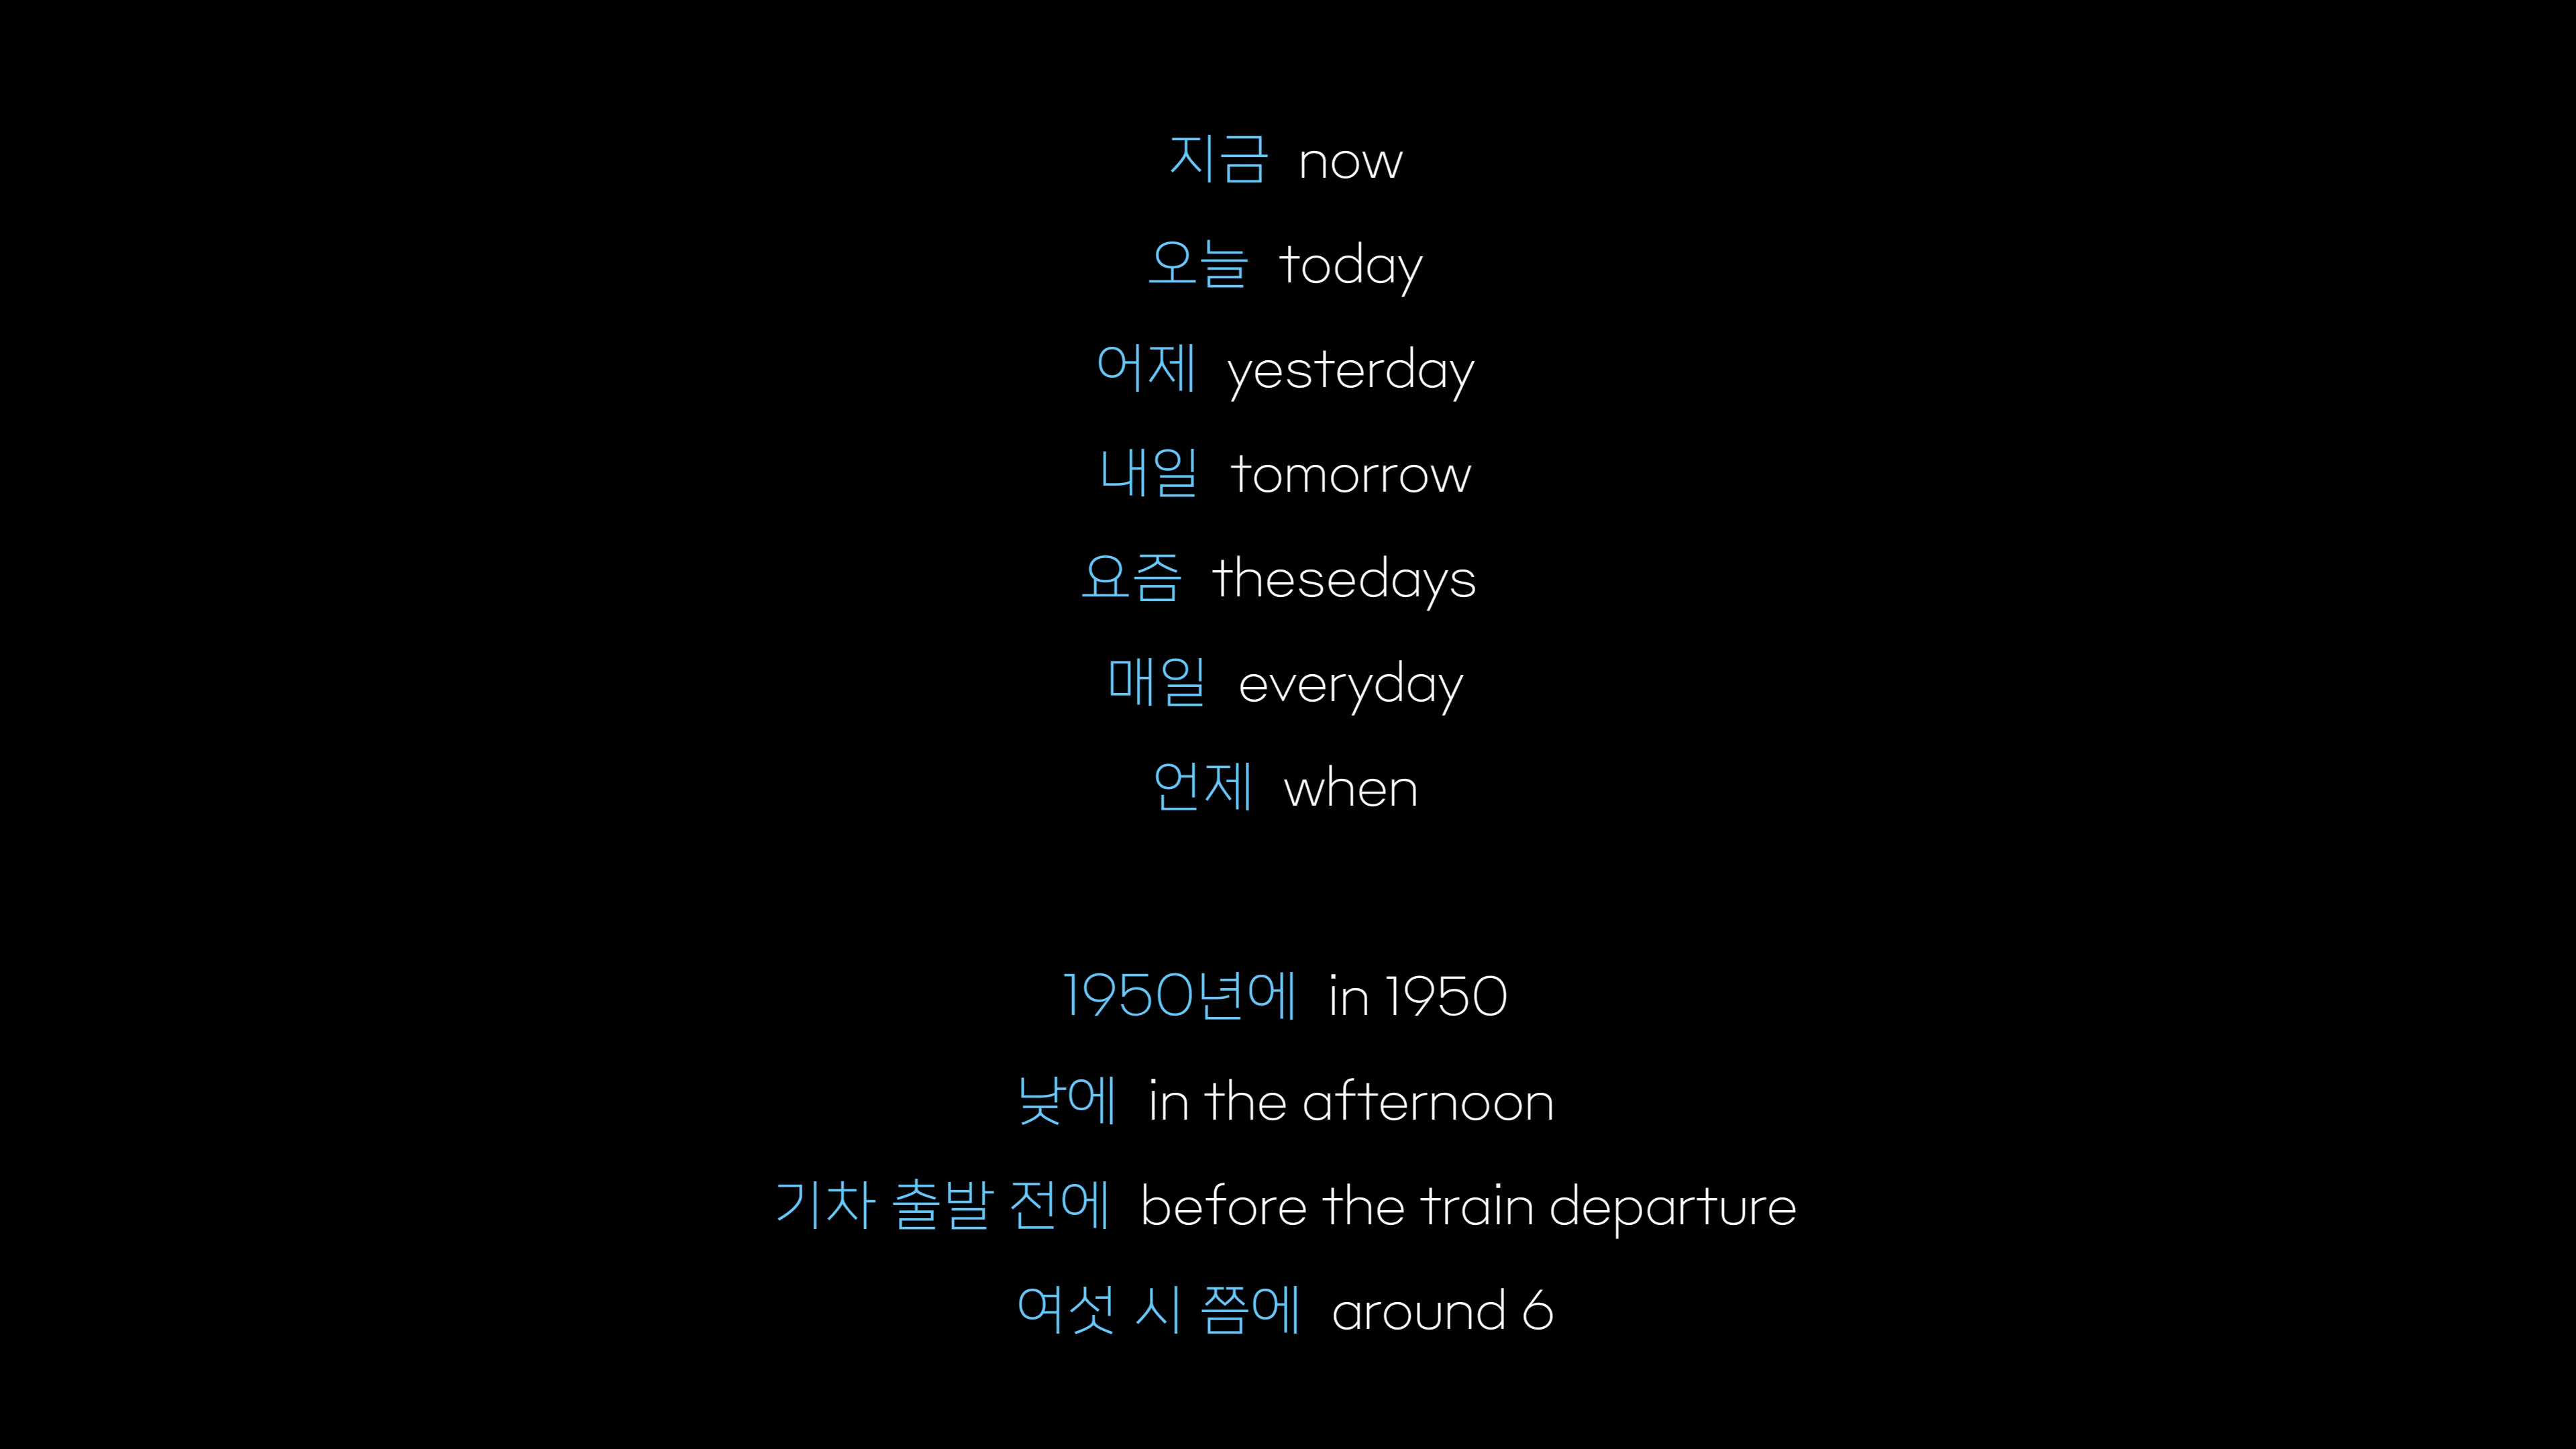 지금 now
오늘 today
어제 yesterday
내일 tomorrow
요즘 thesedays
매일 everyday
언제 when
1950년에 in 1950
낮에 in the afternoon
기차 출발 전에 before the train departure
여섯 시 쯤에 around 6